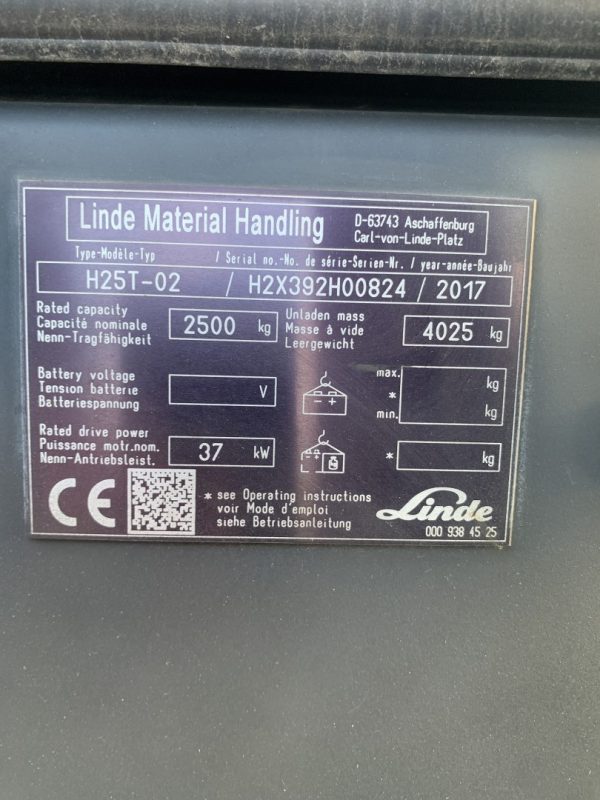 Linde Material Handling
D-63743 Aschaffenburg
Carl-von-Linde-Platz
Type-Modèle-Typ / Serial no.-No. de série-Serien-Nr. / year-année-Baujahr
H25T-02 / H2X392H00824 / 2017
Rated capacity
Capacité nominale
Nenn-Tragfähigkeit
2500 kg
Unladen mass
Masse à vide
Leergewicht
4025 kg
Battery voltage
Tension batterie
Batteriespannung
V
- +
max. kg
*
min. kg
Rated drive power
Puissance motr.nom.
Nenn-Antriebsleist.
37 kW
* kg
CE
* see Operating instructions
voir Mode d'emploi
siehe Betriebsanleitung
Linde
000 938 45 25